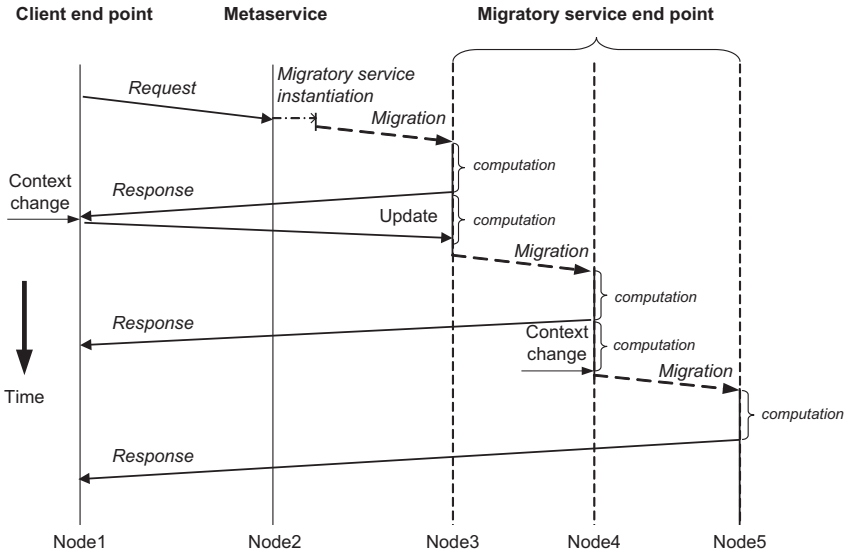 Client end point
Metaservice
Migratory service end point
Request
Migratory service
instantiation
Migration
computation
Context
change
Response
Update
computation
Migration
computation
Response
Context
change
computation
Migration
Time
computation
Response
Node1
Node2
Node3
Node4
Node5